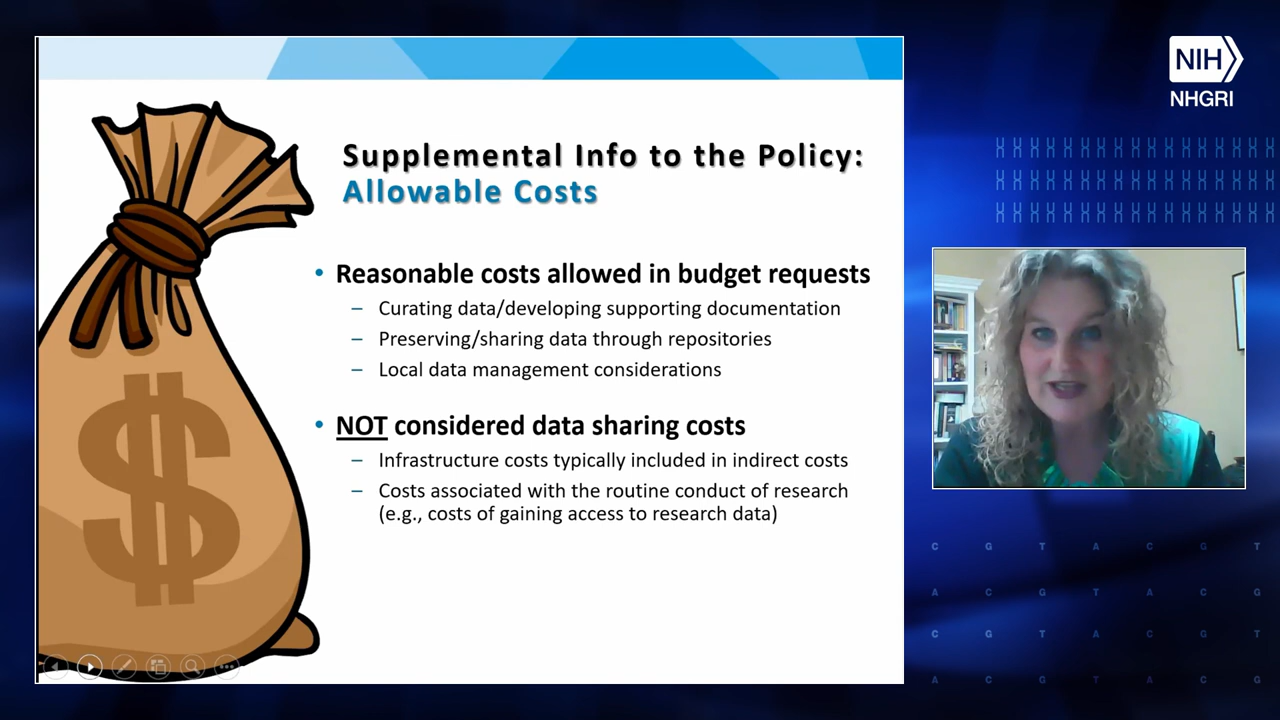 NIH
NHGRI
Supplemental Info to the Policy:
Allowable Costs
• Reasonable costs allowed in budget requests
– Curating data/developing supporting documentation
– Preserving/sharing data through repositories
– Local data management considerations
• NOT considered data sharing costs
– Infrastructure costs typically included in indirect costs
– Costs associated with the routine conduct of research
(e.g., costs of gaining access to research data)
$
C G T A C G T
A C G T A C G
C G T A C G T
A C G T A C G